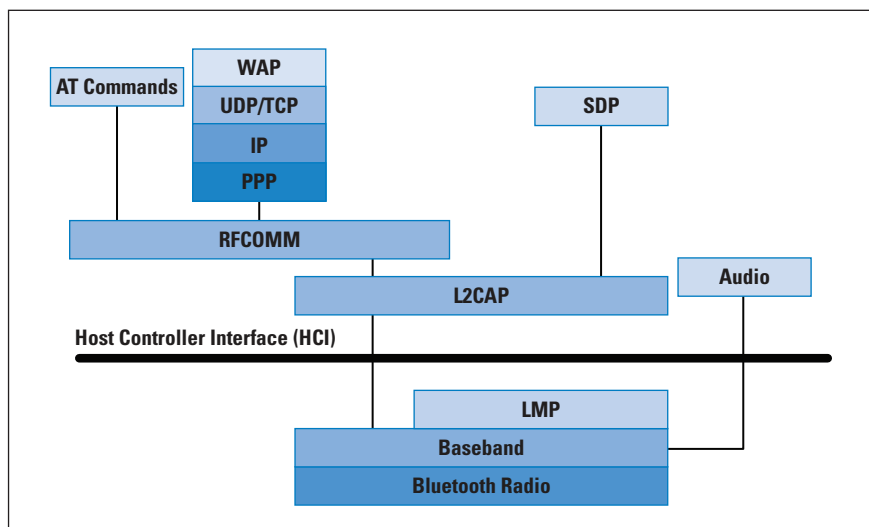 WAP
AT Commands
UDP/TCP
SDP
IP
PPP
RFCOMM
Audio
L2CAP
Host Controller Interface (HCI)
LMP
Baseband
Bluetooth Radio